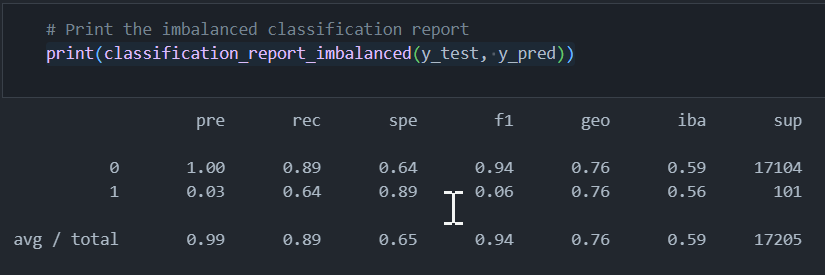 # Print the imbalanced classification report
print(classification_report_imbalanced(y_test, y_pred))
pre rec spe f1 geo iba sup
0 1.00 0.89 0.64 0.94 0.76 0.59 17104
1 0.03 0.64 0.89 0.06 0.76 0.56 101
avg / total 0.99 0.89 0.65 0.94 0.76 0.59 17205